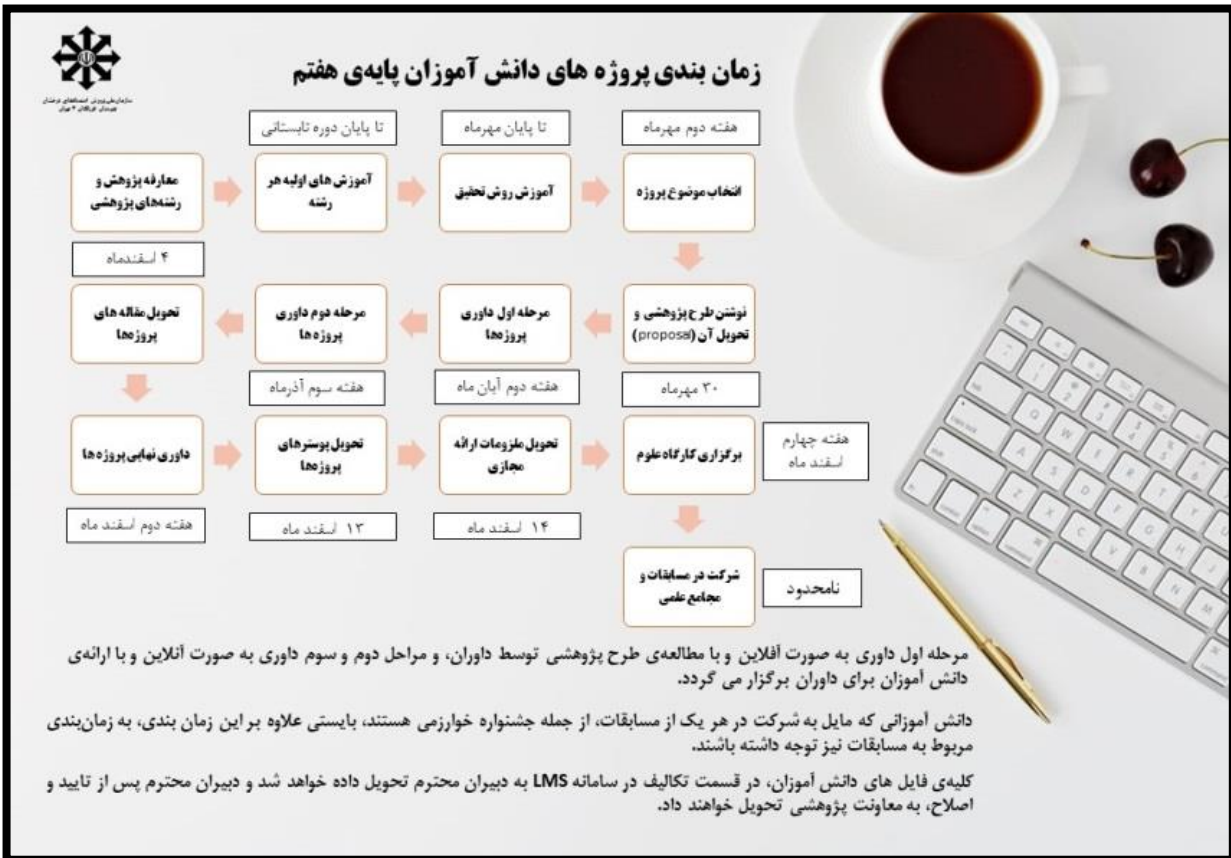 زمان بندی پروژه های دانش آموزان پایه‌ی هفتم
تا پایان دوره تابستانی
تا پایان مهرماه
هفته دوم مهرماه
معارفه پژوهش و
رشته‌های پژوهشی
آموزش های اولیه هر
رشته
آموزش روش تحقیق
انتخاب موضوع پروژه
۴ اسفندماه
نوشتن طرح پژوهشی و
تحویل آن (proposal)
مرحله اول داوری
پروژه‌ها
مرحله دوم داوری
پروژه ها
تحویل مقاله های
پروژه‌ها
۳۰ مهرماه
هفته دوم آبان ماه
هفته سوم آذرماه
داوری نهایی پروژه ها
تحویل پوسترهای
پروژه‌ها
تحویل ملزومات ارائه
مجازی
برگزاری کارگاه علوم
هفته چهارم
اسفند ماه
هفته دوم اسفند ماه
۱۳ اسفند ماه
۱۴ اسفند ماه
شرکت در مسابقات و
مجامع علمی
نامحدود
مرحله اول داوری به صورت آفلاین و با مطالعه‌ی طرح پژوهشی توسط داوران، و مراحل دوم و سوم داوری به صورت آنلاین و با ارائه‌ی
دانش آموزان برای داوران برگزار می گردد.
دانش آموزانی که مایل به شرکت در هر یک از مسابقات، از جمله جشنواره خوارزمی هستند، بایستی علاوه بر این زمان بندی، به زمان‌بندی
مربوط به مسابقات نیز توجه داشته باشند.
کلیه‌ی فایل های دانش آموزان، در قسمت تکالیف در سامانه LMS به دبیران محترم تحویل داده خواهد شد و دبیران محترم پس از تایید و
اصلاح، به معاونت پژوهشی تحویل خواهند داد.